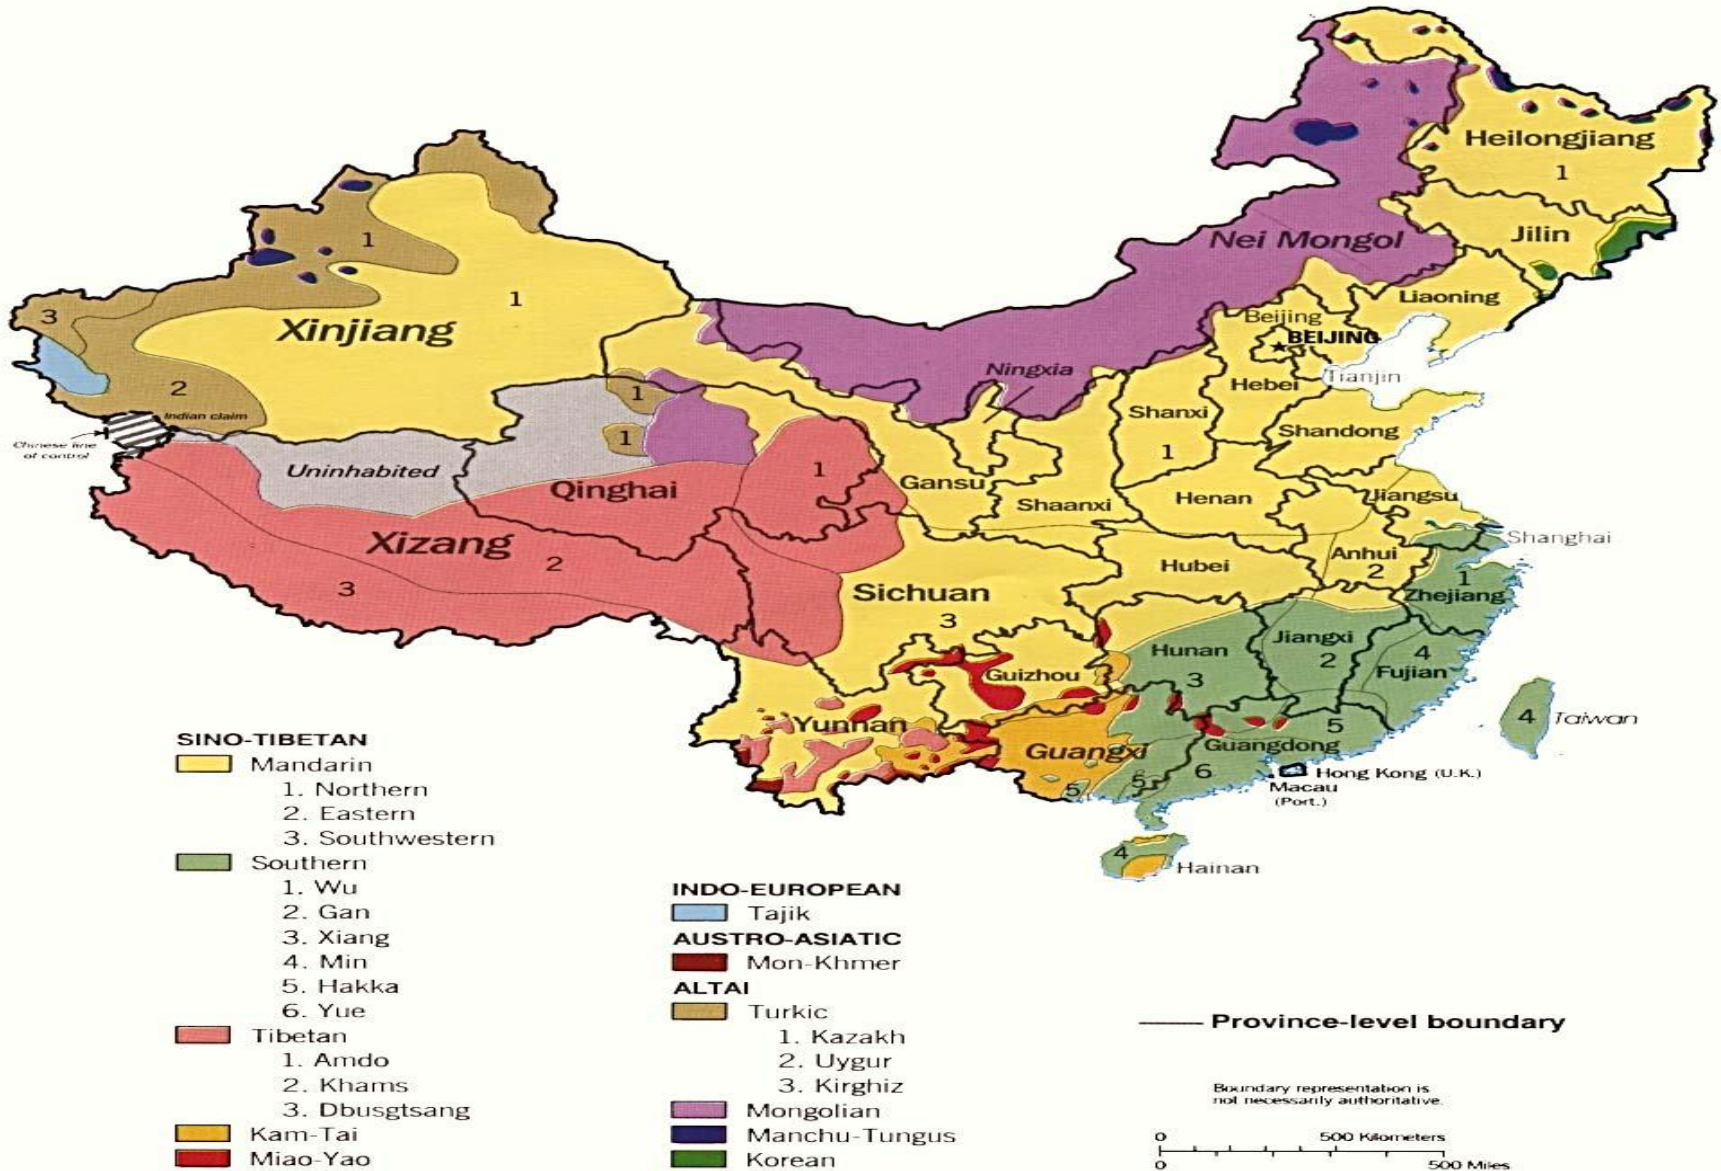 Heilongjiang
1
Jilin
Nei Mongol
Liaoning
1
Xinjiang
1
3
2
Indian claim
Chinese line
of control
Beijing
BEIJING
Tianjin
Ningxia
Hebei
Shanxi
1
Shandong
1
1
Uninhabited
Qinghai
1
Gansu
Shaanxi
Henan
Jiangsu
Shanghai
Xizang
2
3
Sichuan
3
Hubei
Anhui
2
1
Zhejiang
Hunan
3
Jiangxi
2
4
Fujian
Guizhou
Yunnan
Guangxi
5
Guangdong
5
5
6
4
Taiwan
Hong Kong (U.K.)
Macau
(Port.)
4
Hainan
SINO-TIBETAN
Mandarin
1. Northern
2. Eastern
3. Southwestern
Southern
1. Wu
2. Gan
3. Xiang
4. Min
5. Hakka
6. Yue
Tibetan
1. Amdo
2. Khams
3. Dbusgtsang
Kam-Tai
Miao-Yao
INDO-EUROPEAN
Tajik
AUSTRO-ASIATIC
Mon-Khmer
ALTAI
Turkic
1. Kazakh
2. Uygur
3. Kirghiz
Mongolian
Manchu-Tungus
Korean
Province-level boundary
Boundary representation is
not necessarily authoritative.
0 500 Kilometers
0 500 Miles